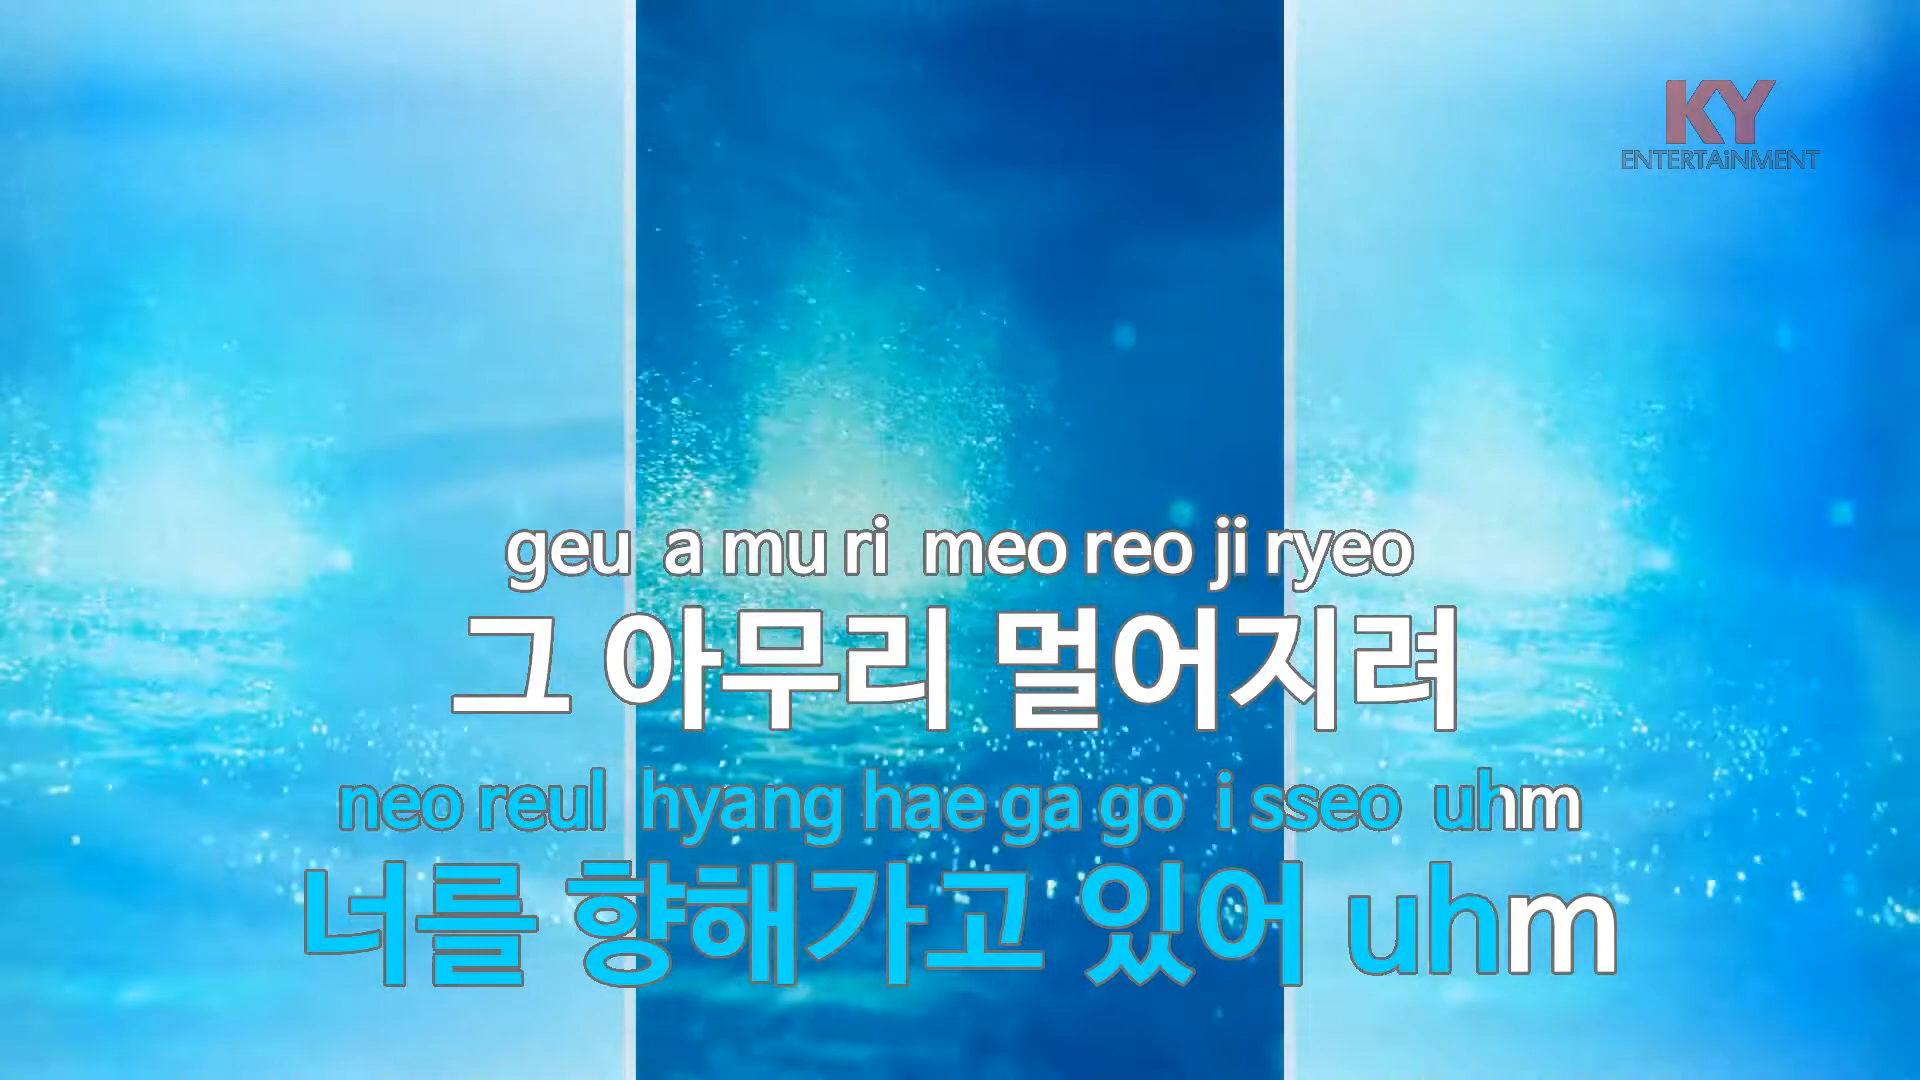 KY
ENTERTAiNMENT
geu a mu ri meo reo ji ryeo
그 아무리 멀어지려
neo reul hyang hae ga go i sseo uhm
너를 향해가고 있어 uhm